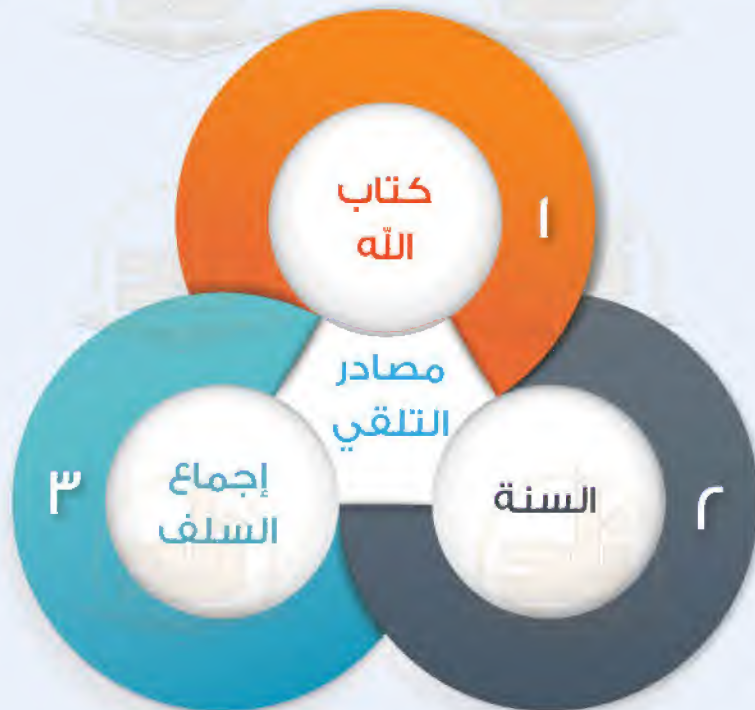 كتاب
الله
١
مصادر
التلقي
السنة
٢
إجماع
السلف
٣